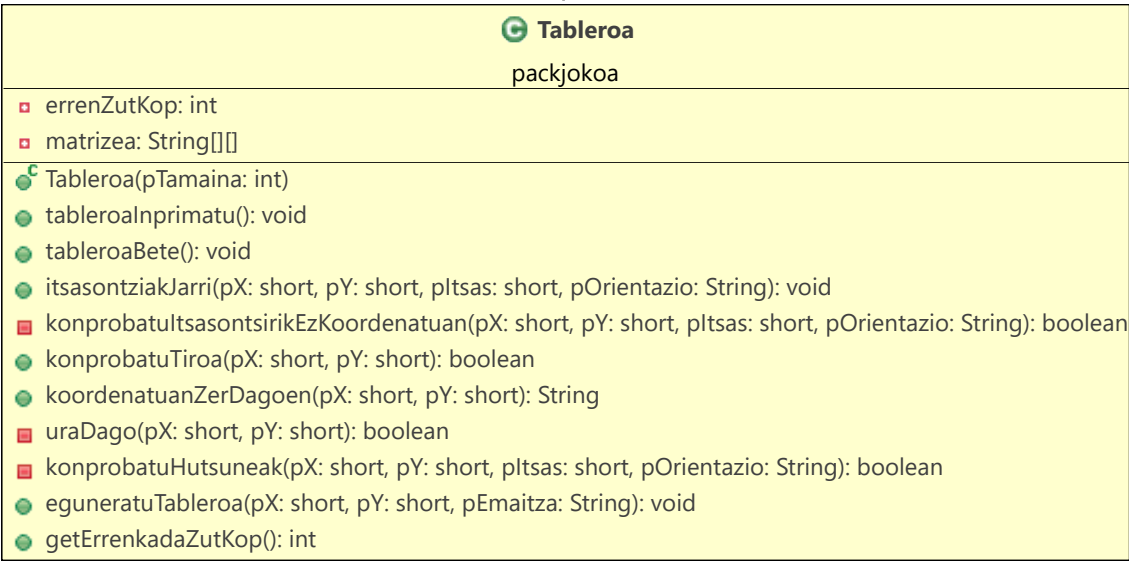 C Tableroa
packjokoa
errenZutKop: int
matrizea: String[][]
C Tableroa(pTamaina: int)
tableroaInprimatu(): void
tableroaBete(): void
itsasontziakJarri(pX: short, pY: short, pItsas: short, pOrientazio: String): void
konprobatuItsasontsirikEzKoordenatuan(pX: short, pY: short, pItsas: short, pOrientazio: String): boolean
konprobatuTiroa(pX: short, pY: short): boolean
koordenatuanZerDagoen(pX: short, pY: short): String
uraDago(pX: short, pY: short): boolean
konprobatuHutsuneak(pX: short, pY: short, pItsas: short, pOrientazio: String): boolean
eguneratuTableroa(pX: short, pY: short, pEmaitza: String): void
getErrenkadaZutKop(): int